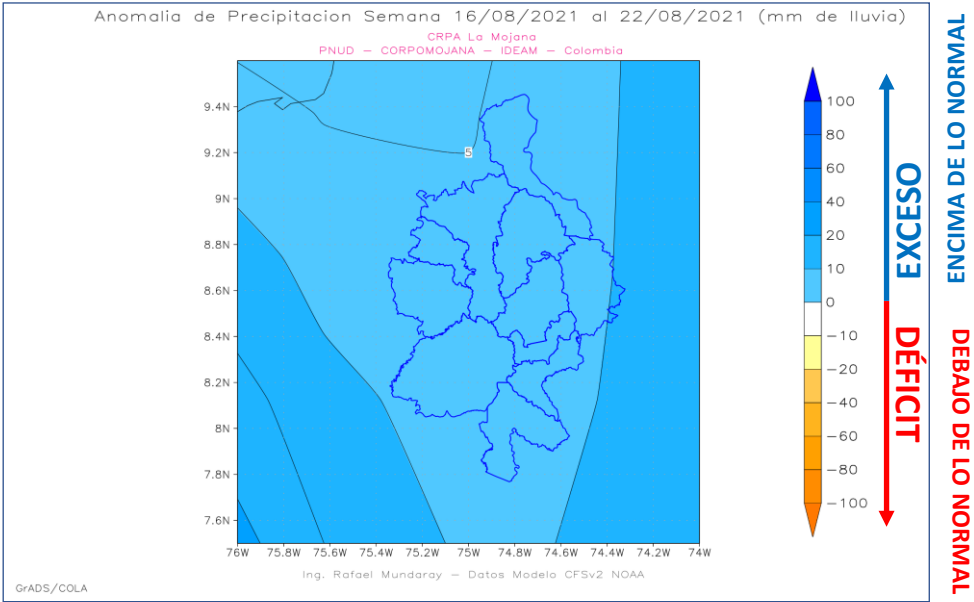 Anomalia de Precipitacion Semana 16/08/2021 al 22/08/2021 (mm de lluvia)
CRPA La Mojana
PNUD – CORPOMOJANA – IDEAM – Colombia
9.4N
9.2N
9N
8.8N
8.6N
8.4N
8.2N
8N
7.8N
7.6N
5
76W 75.8W 75.6W 75.4W 75.2W 75W 74.8W 74.6W 74.4W 74.2W 74W
Ing. Rafael Mundaray – Datos Modelo CFSv2 NOAA
GrADS/COLA
100
80
60
40
20
10
0
−10
−20
−40
−60
−80
−100
EXCESO
DÉFICIT
ENCIMA DE LO NORMAL
DEBAJO DE LO NORMAL